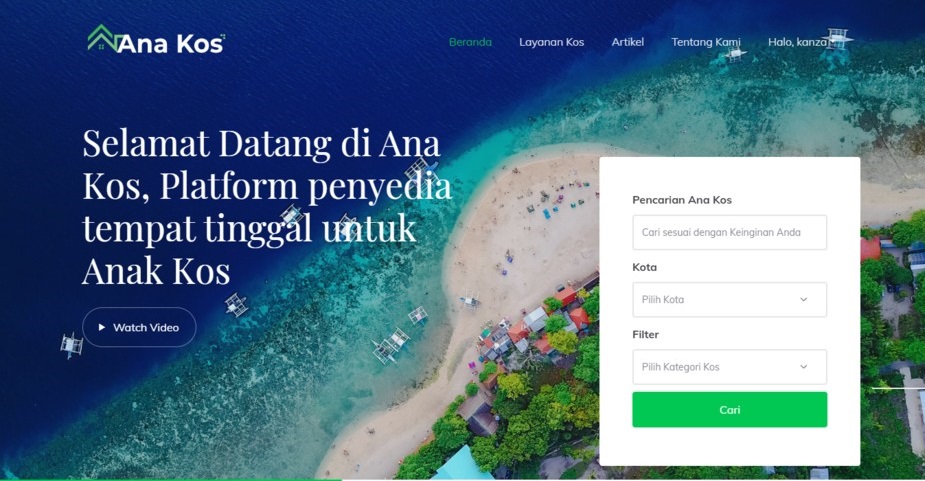 Ana Kos
Beranda
Layanan Kos
Artikel
Tentang Kami
Halo, kanza
Selamat Datang di Ana
Kos, Platform penyedia
tempat tinggal untuk
Anak Kos
Watch Video
Pencarian Ana Kos
Cari sesuai dengan Keinginan Anda
Kota
Pilih Kota
Filter
Pilih Kategori Kos
Cari